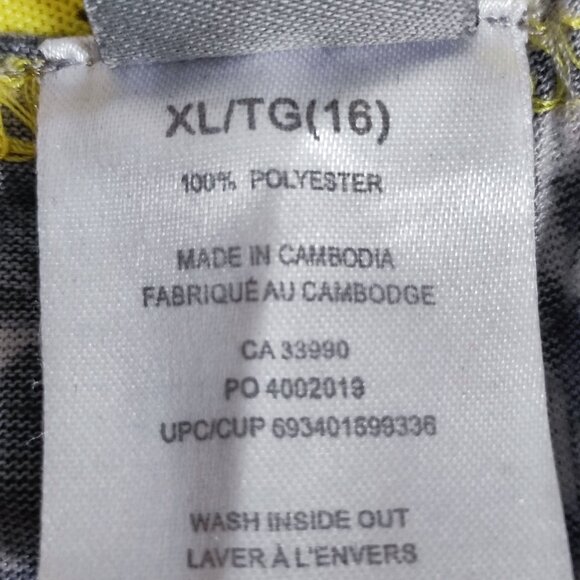 XL/TG(16)
100% POLYESTER
MADE IN CAMBODIA
FABRIQUÉ AU CAMBODGE
CA 33990
PO 4002019
UPC/CUP 693401599336
WASH INSIDE OUT
LAVER À L'ENVERS